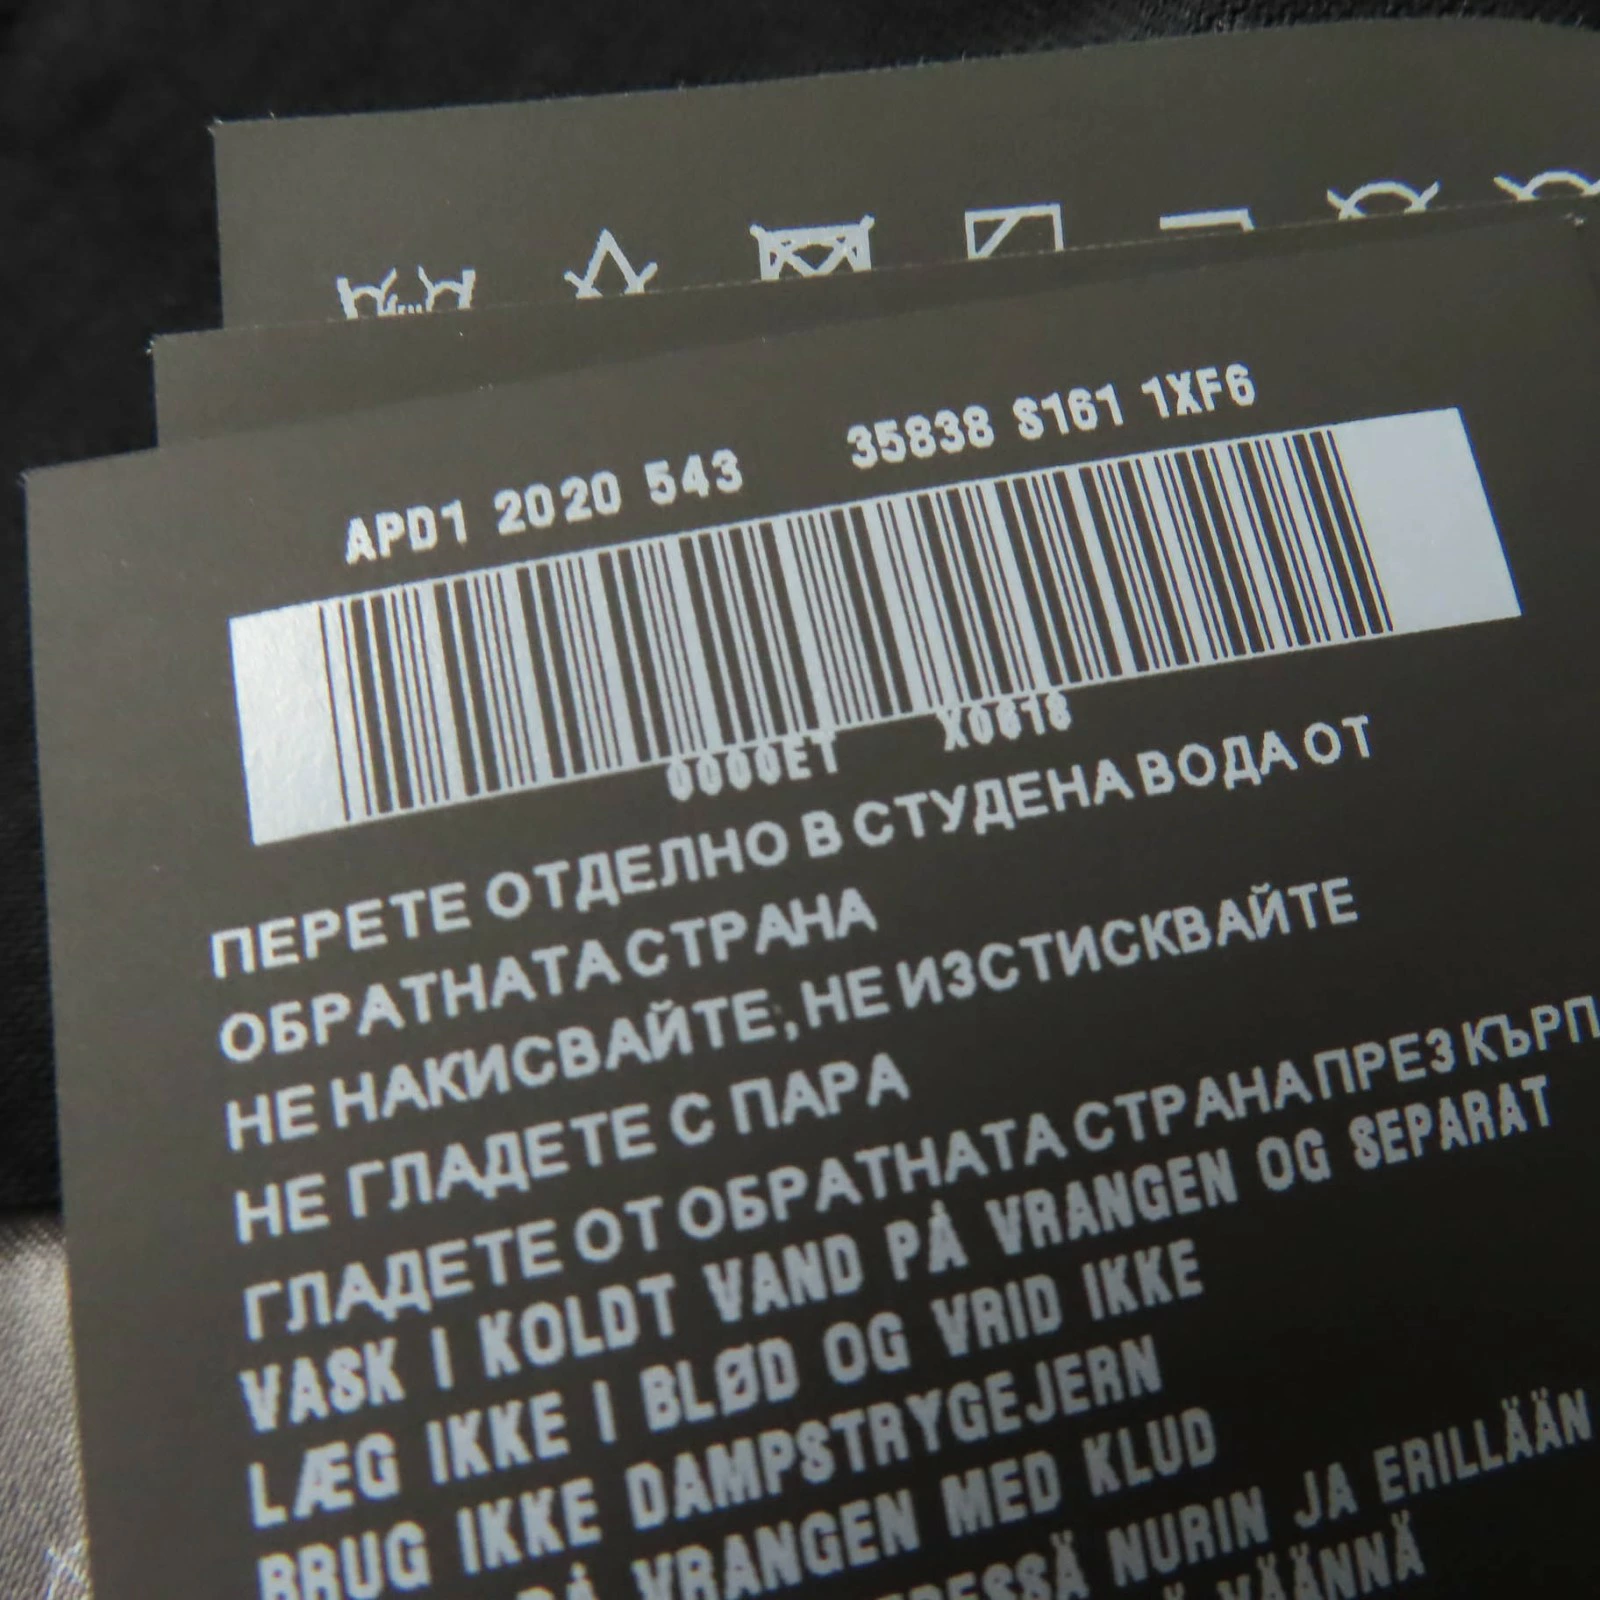 APD1 2020 543 35838 S161 1XF6
0000ET X0618
ПЕРЕТЕ ОТДЕЛНО В СТУДЕНА ВОДА ОТ
ОБРАТНАТА СТРАНА
НЕ НАКИСВАЙТЕ, НЕ ИЗСТИСКВАЙТЕ
НЕ ГЛАДЕТЕ С ПАРА
ГЛАДЕТЕ ОТ ОБРАТНАТА СТРАНА ПРЕЗ КЪРП
VASK I KOLDT VAND PÅ VRANGEN OG SEPARAT
LÆG IKKE I BLØD OG VRID IKKE
BRUG IKKE DAMPSTRYGEJERN
PÅ VRANGEN MED KLUD
NURIN JA ERILLÄÄN
VÄÄNNÄ